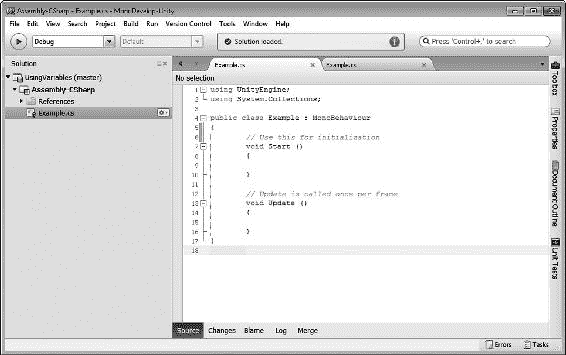 Assembly-CSharp - Example.cs - MonoDevelop-Unity
File Edit View Search Project Build Run Version Control Tools Window Help
Debug
Default
Solution loaded.
Press 'Control+,' to search
Solution
UsingVariables (master)
Assembly-CSharp
References
Example.cs
Example.cs
Example.cs
No selection
1 using UnityEngine;
2 using System.Collections;
3
4 public class Example : MonoBehaviour
5 {
6 // Use this for initialization
7 void Start ()
8 {
9
10 }
11
12 // Update is called once per frame
13 void Update ()
14 {
15
16 }
17 }
18
Toolbox
Properties
Document Outline
Unit Tests
Source Changes Blame Log Merge
Errors Tasks